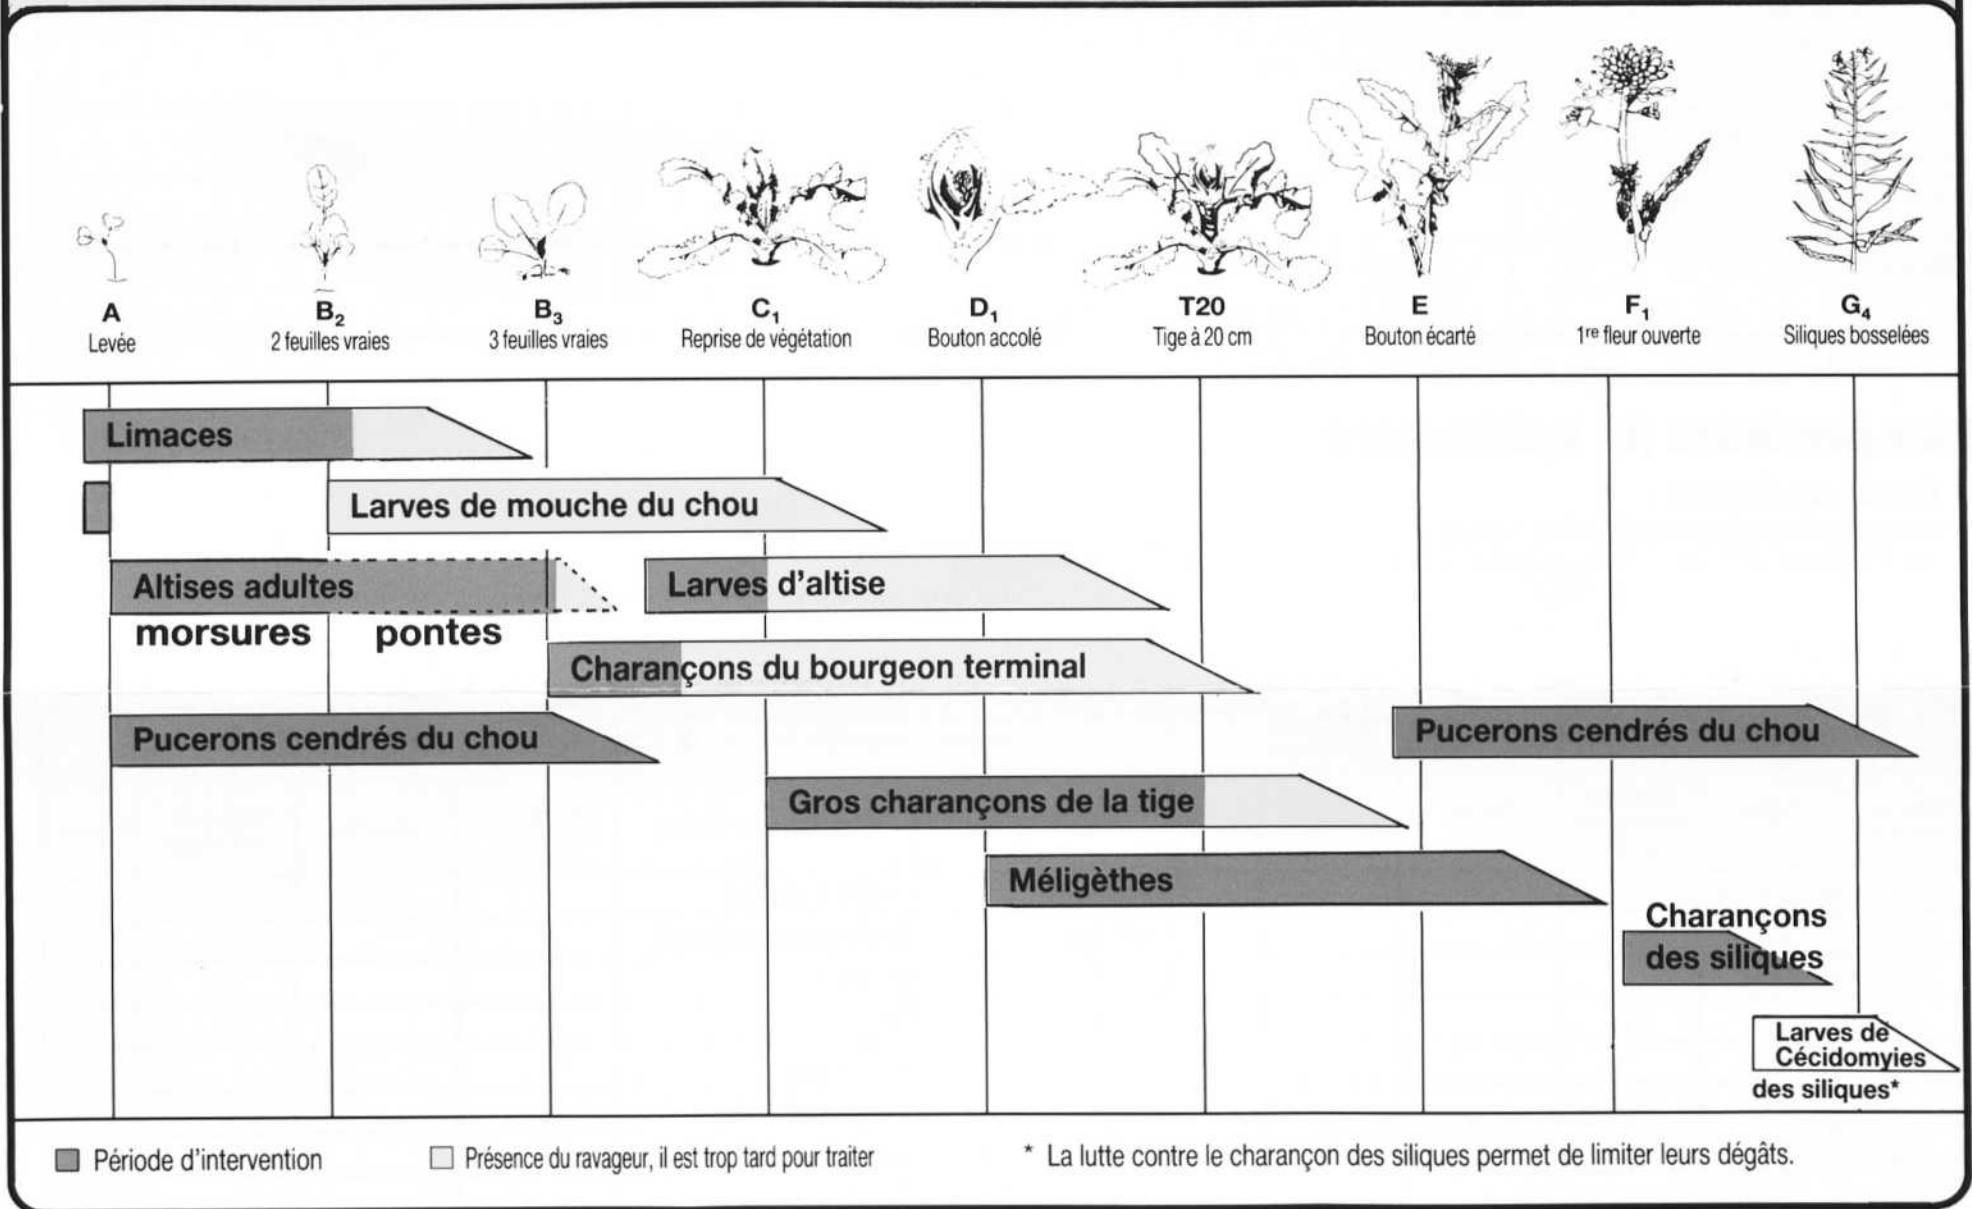 A
Levée
B₂
2 feuilles vraies
B₃
3 feuilles vraies
C₁
Reprise de végétation
D₁
Bouton accolé
T20
Tige à 20 cm
E
Bouton écarté
F₁
1re fleur ouverte
G₄
Siliques bosselées
Limaces
Larves de mouche du chou
Altises adultes
morsures pontes
Larves d'altise
Charançons du bourgeon terminal
Pucerons cendrés du chou
Pucerons cendrés du chou
Gros charançons de la tige
Méligèthes
Charançons
des siliques
Larves de
Cécidomyies
des siliques*
Période d'intervention
Présence du ravageur, il est trop tard pour traiter
* La lutte contre le charançon des siliques permet de limiter leurs dégâts.